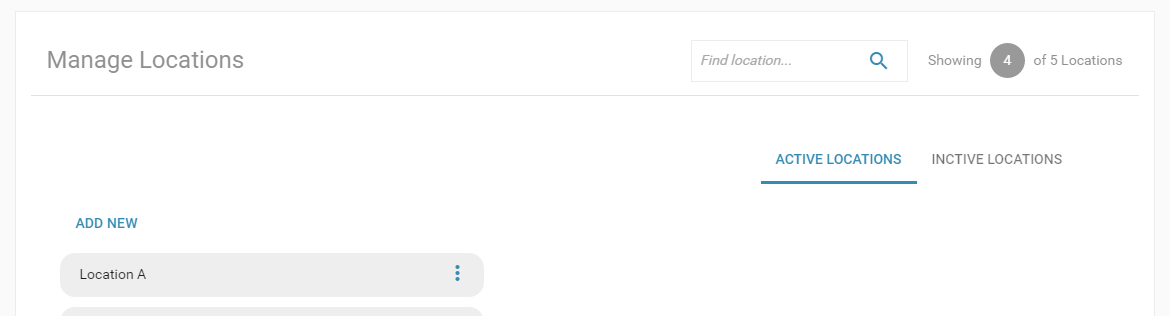 Manage Locations
Find location...
Showing 4 of 5 Locations
ACTIVE LOCATIONS INCTIVE LOCATIONS
ADD NEW
Location A